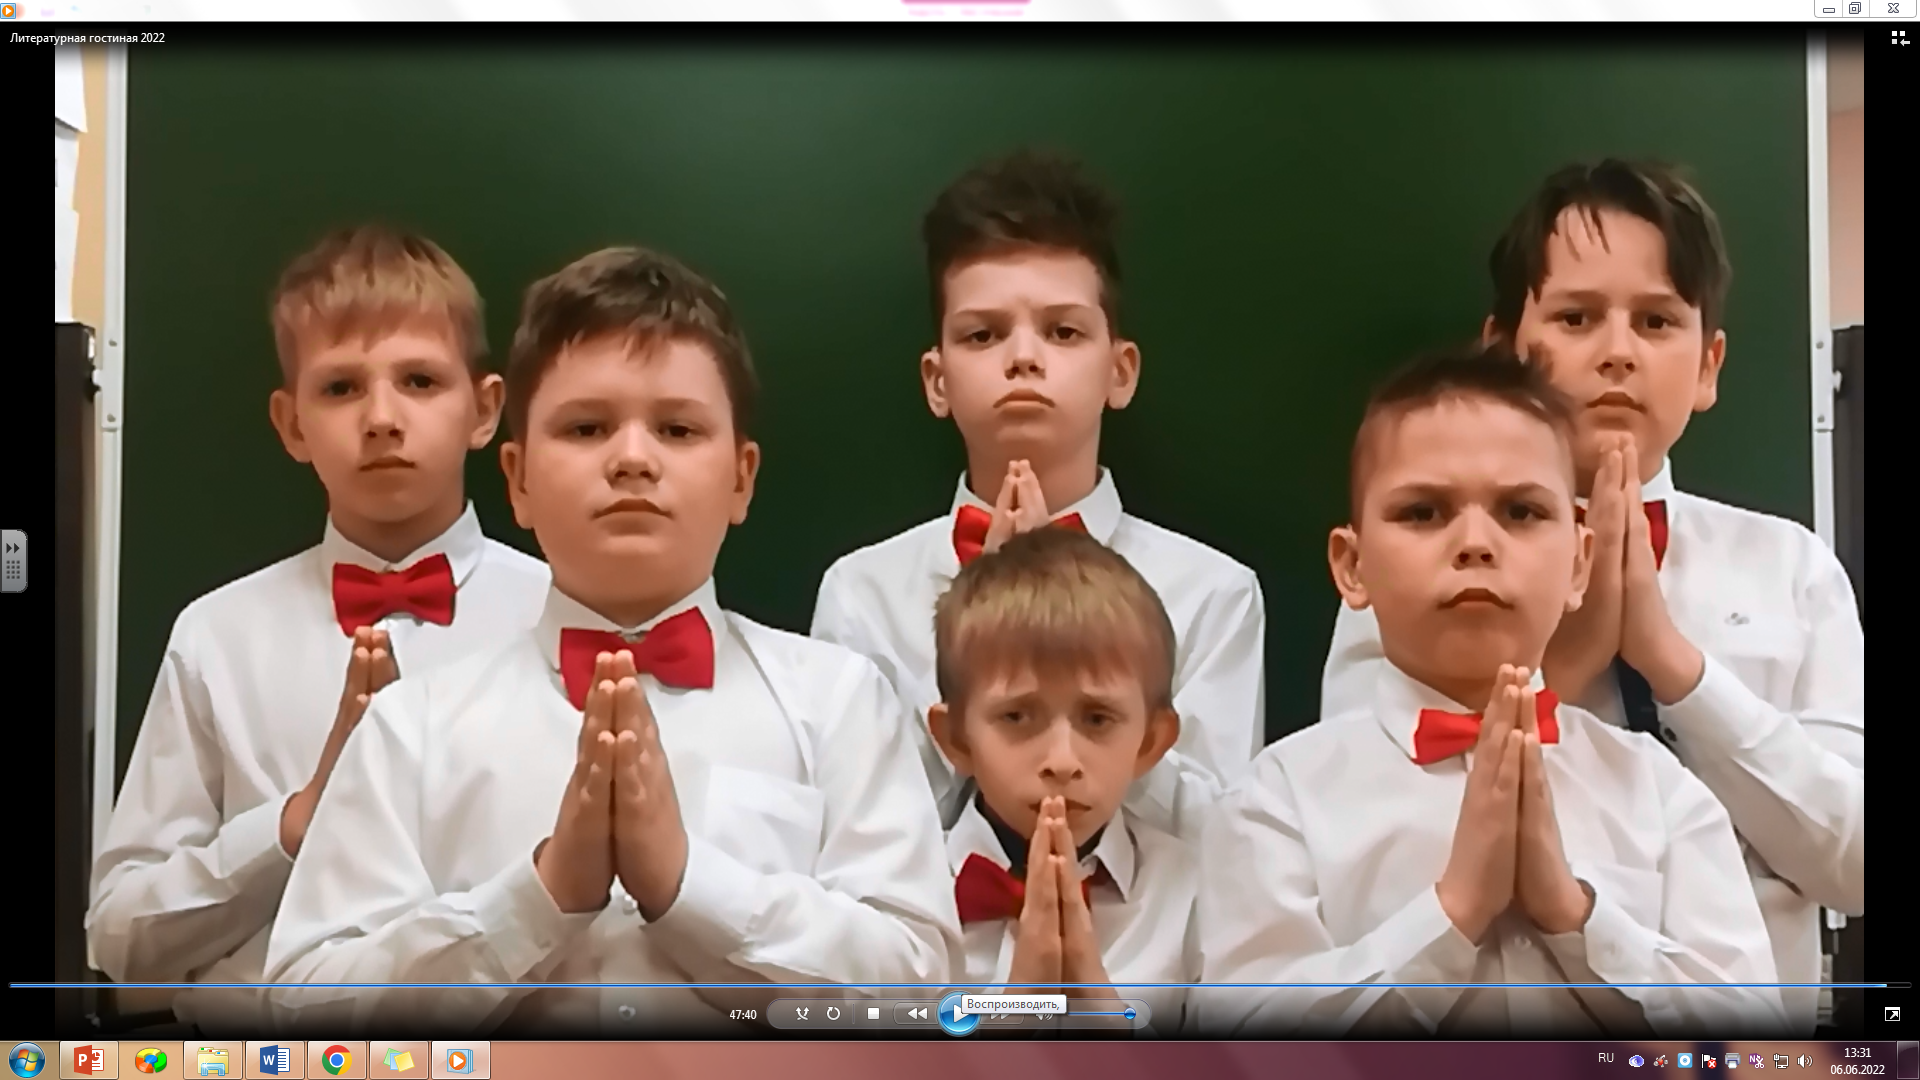 Литературная гостиная 2022
47:40
Воспроизводить,
RU
13:31
06.06.2022